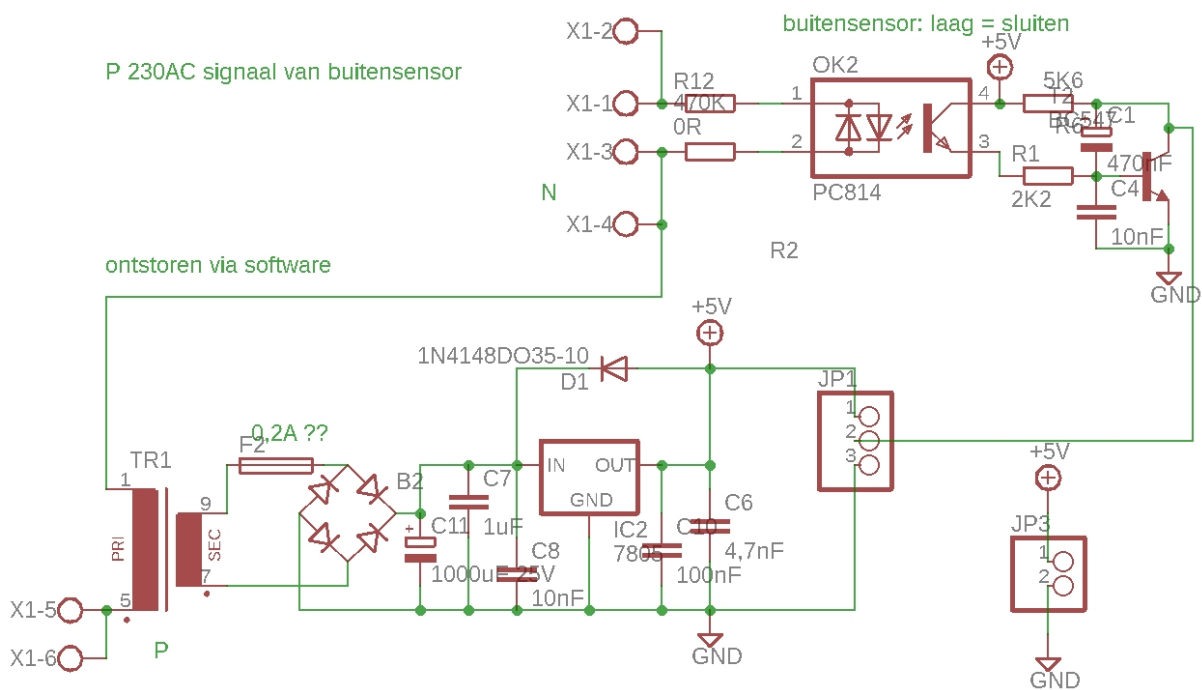 buitensensor: laag = sluiten
X1-2
+5V
P 230AC signaal van buitensensor
OK2
R12
5K6
T2
X1-1
470K
1
4
BC547
R6
C1
0R
2
3
X1-3
R1
470nF
N
PC814
2K2
C4
X1-4
10nF
R2
ontstoren via software
GND
+5V
1N4148DO35-10
D1
JP1
1
2
3
0,2A ??
F2
TR1
+5V
IN
OUT
B2
C7
1
9
GND
C6
+
C11
1uF
IC2
C10
JP3
PRI
SEC
7805
4,7nF
1
C8
1000uF 25V
100nF
7
2
5
10nF
X1-5
P
GND
X1-6
GND